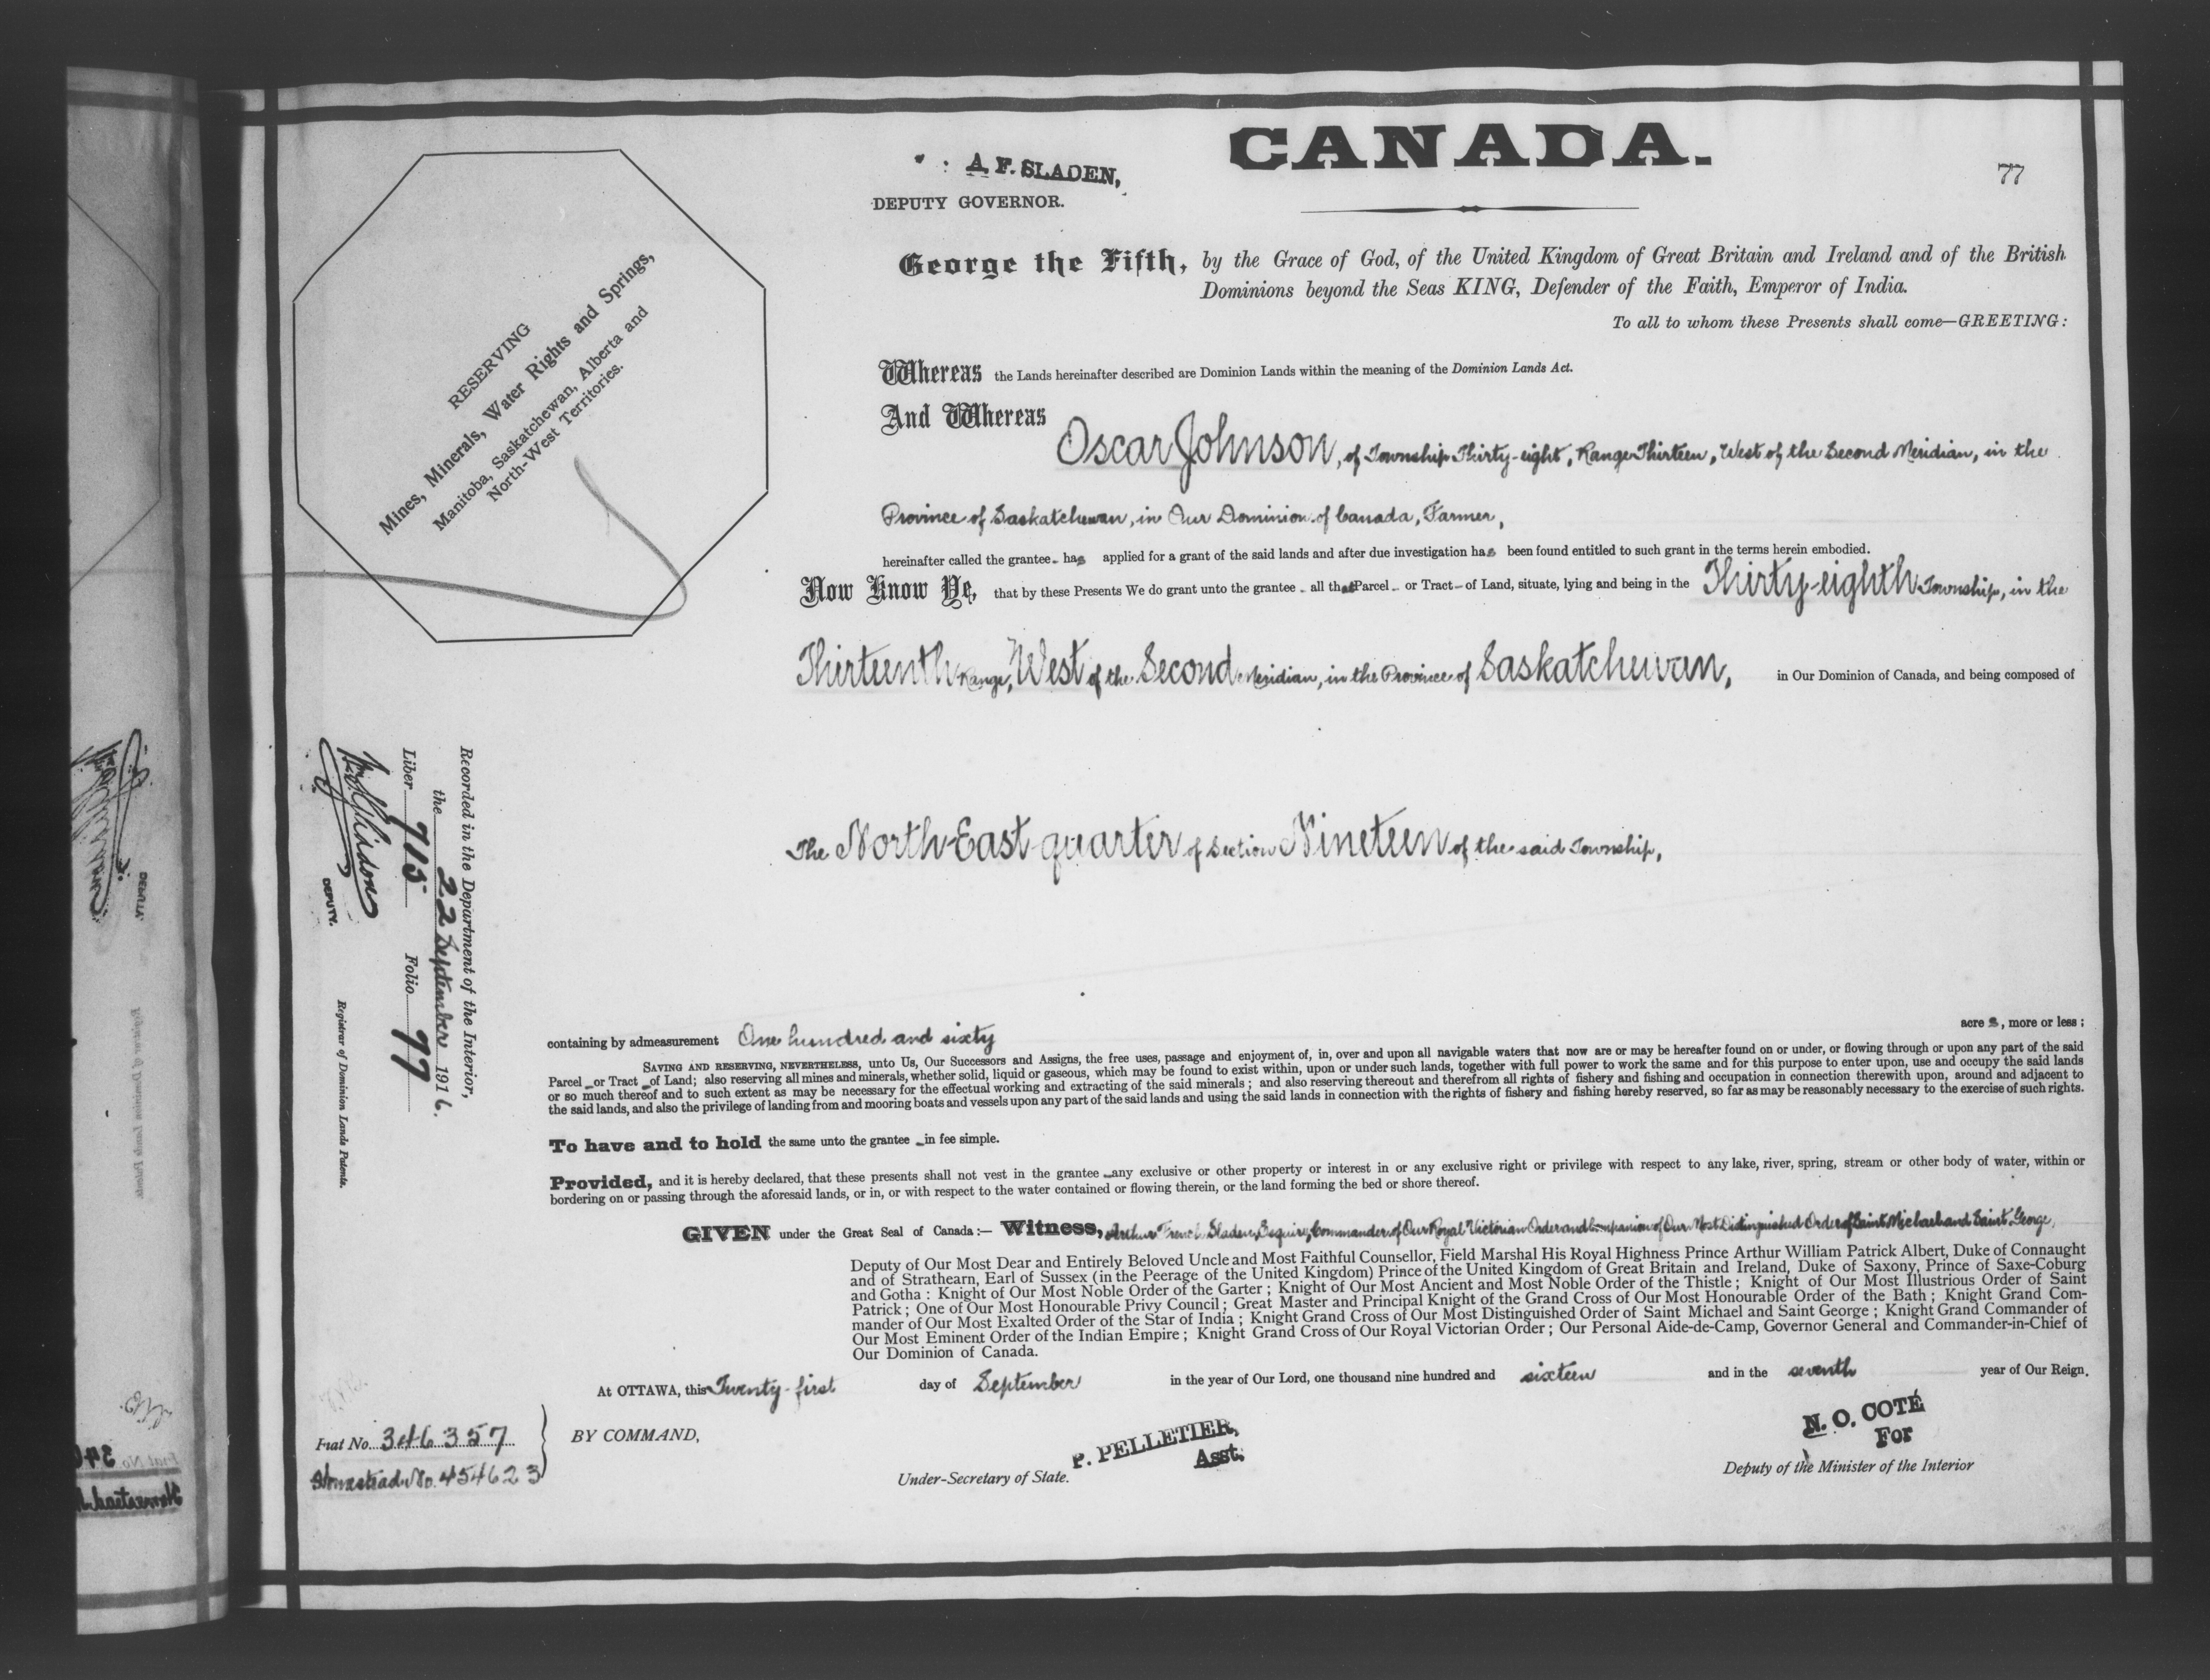 CANADA.
77
A. F. SLADEN,
DEPUTY GOVERNOR.
George the Fifth, by the Grace of God, of the United Kingdom of Great Britain and Ireland and of the British
Dominions beyond the Seas KING, Defender of the Faith, Emperor of India.
To all to whom these Presents shall come—GREETING:
RESERVING
Mines, Minerals, Water Rights and Springs,
Manitoba, Saskatchewan, Alberta and
North-West Territories.
Whereas the Lands hereinafter described are Dominion Lands within the meaning of the Dominion Lands Act.
And Whereas
Oscar Johnson, of Township Thirty-eight, Range Thirteen, West of the Second Meridian, in the
Province of Saskatchewan, in Our Dominion of Canada, Farmer,
hereinafter called the grantee has applied for a grant of the said lands and after due investigation has been found entitled to such grant in the terms herein embodied.
Now Know Ye, that by these Presents We do grant unto the grantee all that Parcel or Tract of Land, situate, lying and being in the Thirty-eighth Township, in the
Thirteenth Range, West of the Second Meridian, in the Province of Saskatchewan, in Our Dominion of Canada, and being composed of
The North-East quarter of Section Nineteen of the said Township,
Recorded in the Department of the Interior,
the 22 September 1916.
Liber 715 Folio 77
DEPUTY.
Registrar of Dominion Lands Patents.
containing by admeasurement One hundred and sixty acres, more or less;
SAVING AND RESERVING, NEVERTHELESS, unto Us, Our Successors and Assigns, the free uses, passage and enjoyment of, in, over and upon all navigable waters that now are or may be hereafter found on or under, or flowing through or upon any part of the said
Parcel or Tract of Land; also reserving all mines and minerals, whether solid, liquid or gaseous, which may be found to exist within, upon or under such lands, together with full power to work the same and for this purpose to enter upon, use and occupy the said lands
or so much thereof and to such extent as may be necessary for the effectual working and extracting of the said minerals; and also reserving thereout and therefrom all rights of fishery and fishing and occupation in connection therewith upon, around and adjacent to
the said lands, and also the privilege of landing from and mooring boats and vessels upon any part of the said lands and using the said lands in connection with the rights of fishery and fishing hereby reserved, so far as may be reasonably necessary to the exercise of such rights.
To have and to hold the same unto the grantee in fee simple.
Provided, and it is hereby declared, that these presents shall not vest in the grantee any exclusive or other property or interest in or any exclusive right or privilege with respect to any lake, river, spring, stream or other body of water, within or
bordering on or passing through the aforesaid lands, or in, or with respect to the water contained or flowing therein, or the land forming the bed or shore thereof.
GIVEN under the Great Seal of Canada:— Witness, Arthur French Sladen, Esquire, Commander of Our Royal Victorian Order and Companion of Our Most Distinguished Order of Saint Michael and Saint George,
Deputy of Our Most Dear and Entirely Beloved Uncle and Most Faithful Counsellor, Field Marshal His Royal Highness Prince Arthur William Patrick Albert, Duke of Connaught
and of Strathearn, Earl of Sussex (in the Peerage of the United Kingdom) Prince of the United Kingdom of Great Britain and Ireland, Duke of Saxony, Prince of Saxe-Coburg
and Gotha: Knight of Our Most Noble Order of the Garter; Knight of Our Most Ancient and Most Noble Order of the Thistle; Knight of Our Most Illustrious Order of Saint
Patrick; One of Our Most Honourable Privy Council; Great Master and Principal Knight of the Grand Cross of Our Most Honourable Order of the Bath; Knight Grand Com-
mander of Our Most Exalted Order of the Star of India; Knight Grand Cross of Our Most Distinguished Order of Saint Michael and Saint George; Knight Grand Commander of
Our Most Eminent Order of the Indian Empire; Knight Grand Cross of Our Royal Victorian Order; Our Personal Aide-de-Camp, Governor General and Commander-in-Chief of
Our Dominion of Canada.
At OTTAWA, this Twenty-first day of September in the year of Our Lord, one thousand nine hundred and sixteen and in the seventh year of Our Reign.
Fiat No. 346357
Homestead No. 454623
BY COMMAND,
P. PELLETIER,
Asst.
Under-Secretary of State.
N. O. COTÉ
For
Deputy of the Minister of the Interior